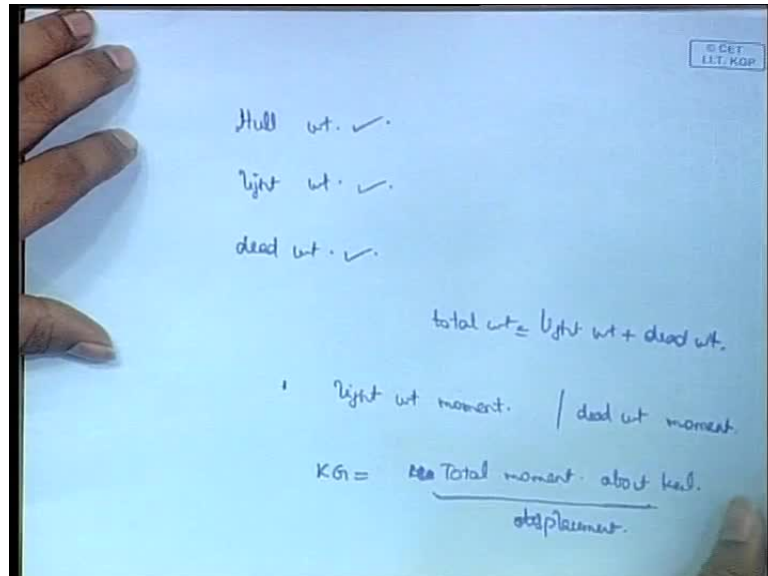 © CET
I.I.T. KGP
Hull wt. ✓.
light wt. ✓.
dead wt. ✓.
total wt = light wt + dead wt.
light wt moment. / dead wt moment.
KG = Total moment. about keel.
displacement.